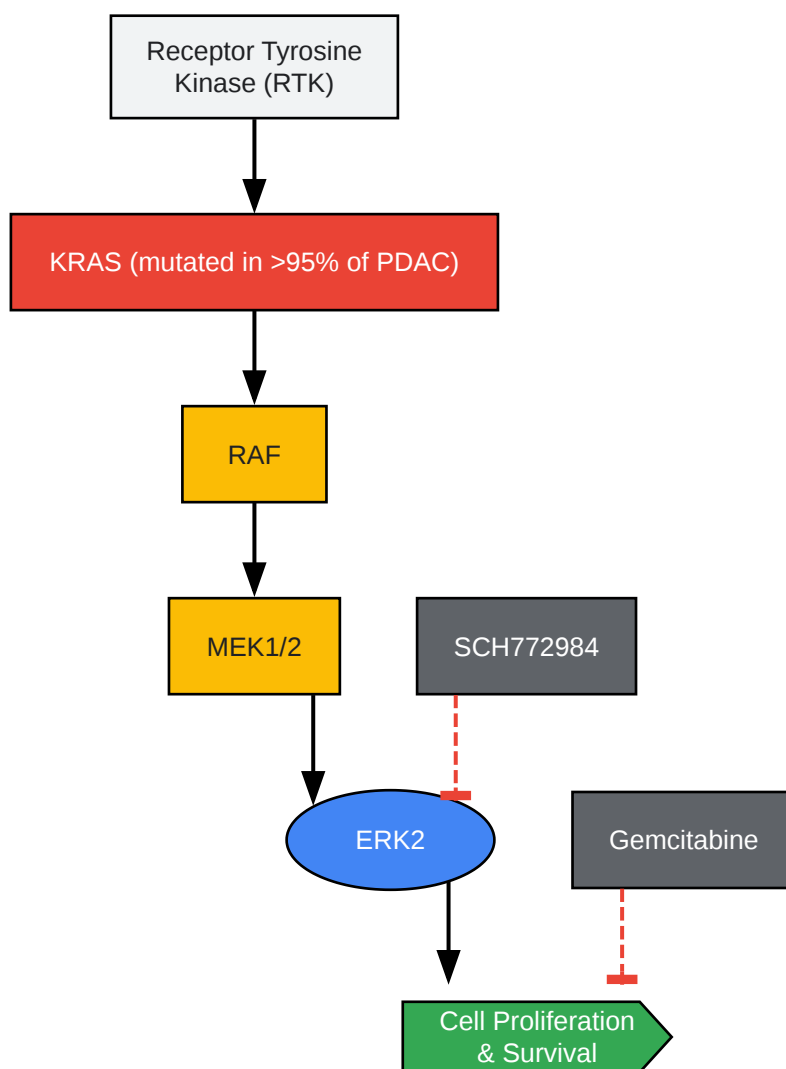 Receptor Tyrosine
Kinase (RTK)
KRAS (mutated in >95% of PDAC)
RAF
MEK1/2
SCH772984
ERK2
Gemcitabine
Cell Proliferation
& Survival